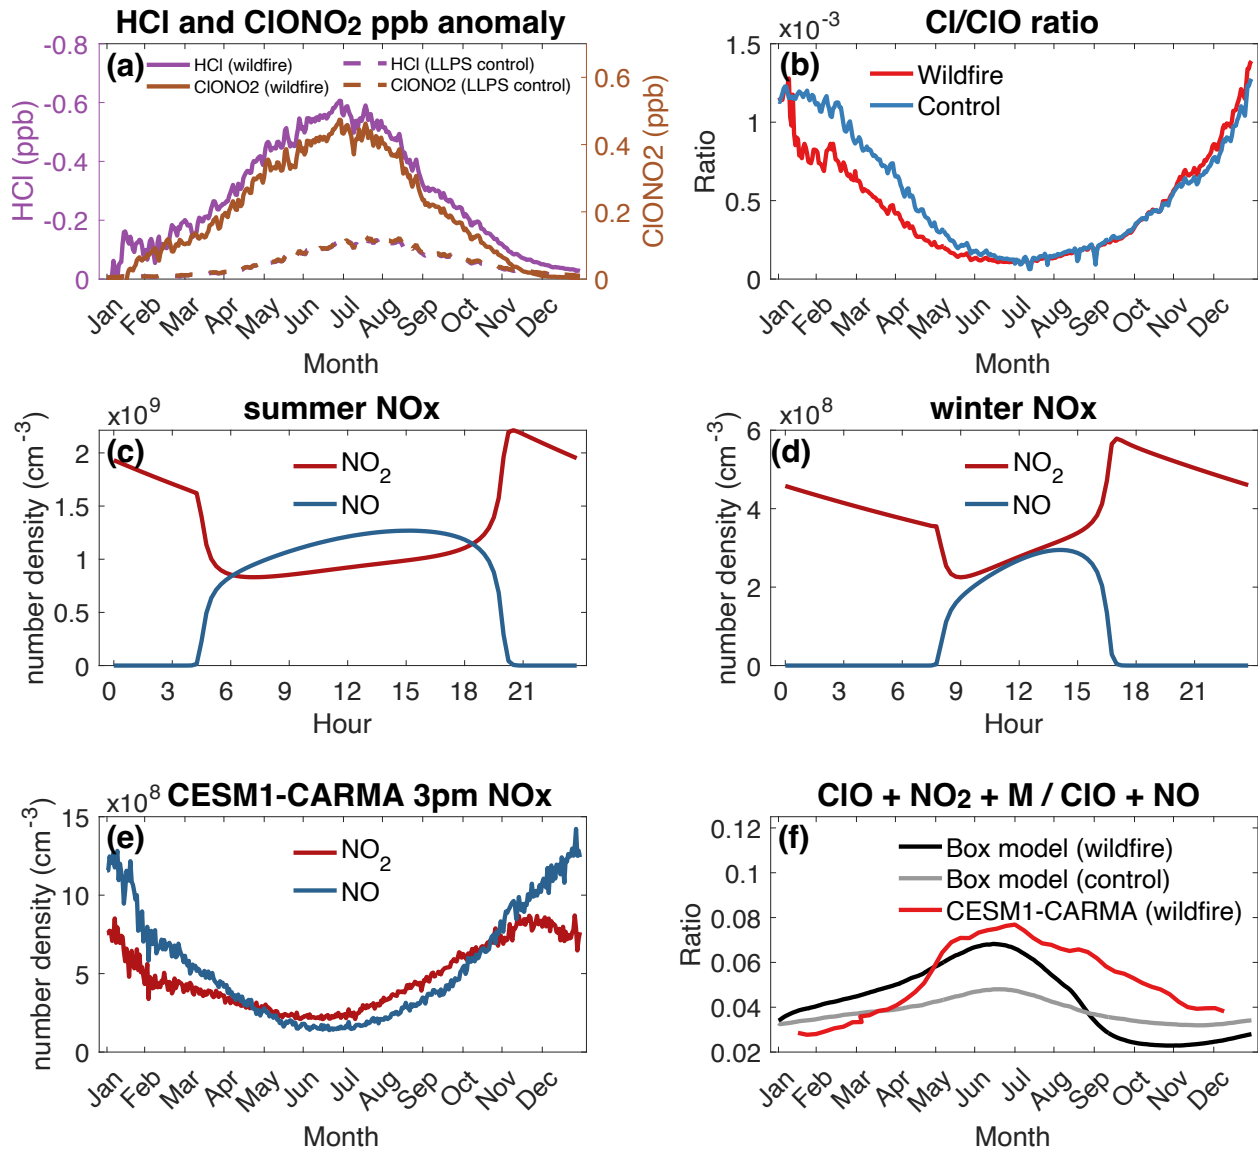 HCl and ClONO2 ppb anomaly
(a)
HCl (wildfire)
ClONO2 (wildfire)
HCl (LLPS control)
ClONO2 (LLPS control)
-0.8
-0.6
-0.4
-0.2
0
HCl (ppb)
0.6
0.4
0.2
0
ClONO2 (ppb)
Jan Feb Mar Apr May Jun Jul Aug Sep Oct Nov Dec
Month
Cl/ClO ratio
×10-3
(b)
Wildfire
Control
1.5
1
0.5
0
Ratio
Jan Feb Mar Apr May Jun Jul Aug Sep Oct Nov Dec
Month
summer NOx
×10^9
(c)
NO2
NO
2
1.5
1
0.5
0
number density (cm-3)
0 3 6 9 12 15 18 21
Hour
winter NOx
×10^8
(d)
NO2
NO
6
4
2
0
number density (cm-3)
0 3 6 9 12 15 18 21
Hour
CESM1-CARMA 3pm NOx
×10^8
(e)
NO2
NO
15
10
5
0
number density (cm-3)
Jan Feb Mar Apr May Jun Jul Aug Sep Oct Nov Dec
Month
ClO + NO2 + M / ClO + NO
(f)
Box model (wildfire)
Box model (control)
CESM1-CARMA (wildfire)
0.12
0.1
0.08
0.06
0.04
0.02
Ratio
Jan Feb Mar Apr May Jun Jul Aug Sep Oct Nov Dec
Month